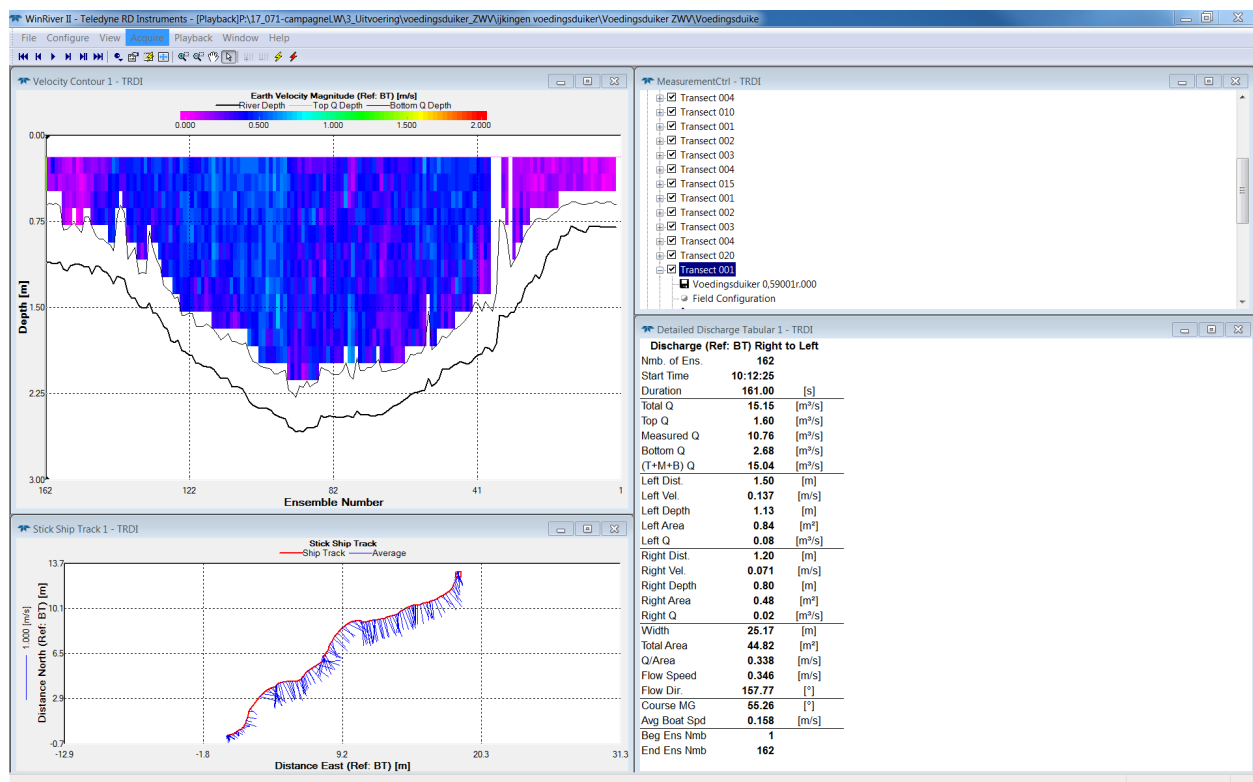 WinRiver II - Teledyne RD Instruments - [Playback]P:\17_071-campagneLW\3_Uitvoering\voedingsduiker_ZWV\ijkingen voedingsduiker\Voedingsduiker ZWV\Voedingsduike
File Configure View Acquire Playback Window Help
Velocity Contour 1 - TRDI
Earth Velocity Magnitude (Ref: BT) [m/s]
River Depth Top Q Depth Bottom Q Depth
0.000 0.500 1.000 1.500 2.000
0.00
0.75
1.50
2.25
3.00
Depth [m]
162 122 82 41 1
Ensemble Number
Stick Ship Track 1 - TRDI
Stick Ship Track
Ship Track Average
13.7
10.1
6.5
2.9
-0.7
1.000 [m/s]
Distance North (Ref: BT) [m]
-12.9 -1.8 9.2 20.3 31.3
Distance East (Ref: BT) [m]
MeasurementCtrl - TRDI
Transect 004
Transect 010
Transect 001
Transect 002
Transect 003
Transect 004
Transect 015
Transect 001
Transect 002
Transect 003
Transect 004
Transect 020
Transect 001
Voedingsduiker 0,59001r.000
Field Configuration
Detailed Discharge Tabular 1 - TRDI
Discharge (Ref: BT) Right to Left
Nmb. of Ens. 162
Start Time 10:12:25
Duration 161.00 [s]
Total Q 15.15 [m³/s]
Top Q 1.60 [m³/s]
Measured Q 10.76 [m³/s]
Bottom Q 2.68 [m³/s]
(T+M+B) Q 15.04 [m³/s]
Left Dist. 1.50 [m]
Left Vel. 0.137 [m/s]
Left Depth 1.13 [m]
Left Area 0.84 [m²]
Left Q 0.08 [m³/s]
Right Dist. 1.20 [m]
Right Vel. 0.071 [m/s]
Right Depth 0.80 [m]
Right Area 0.48 [m²]
Right Q 0.02 [m³/s]
Width 25.17 [m]
Total Area 44.82 [m²]
Q/Area 0.338 [m/s]
Flow Speed 0.346 [m/s]
Flow Dir. 157.77 [°]
Course MG 55.26 [°]
Avg Boat Spd 0.158 [m/s]
Beg Ens Nmb 1
End Ens Nmb 162